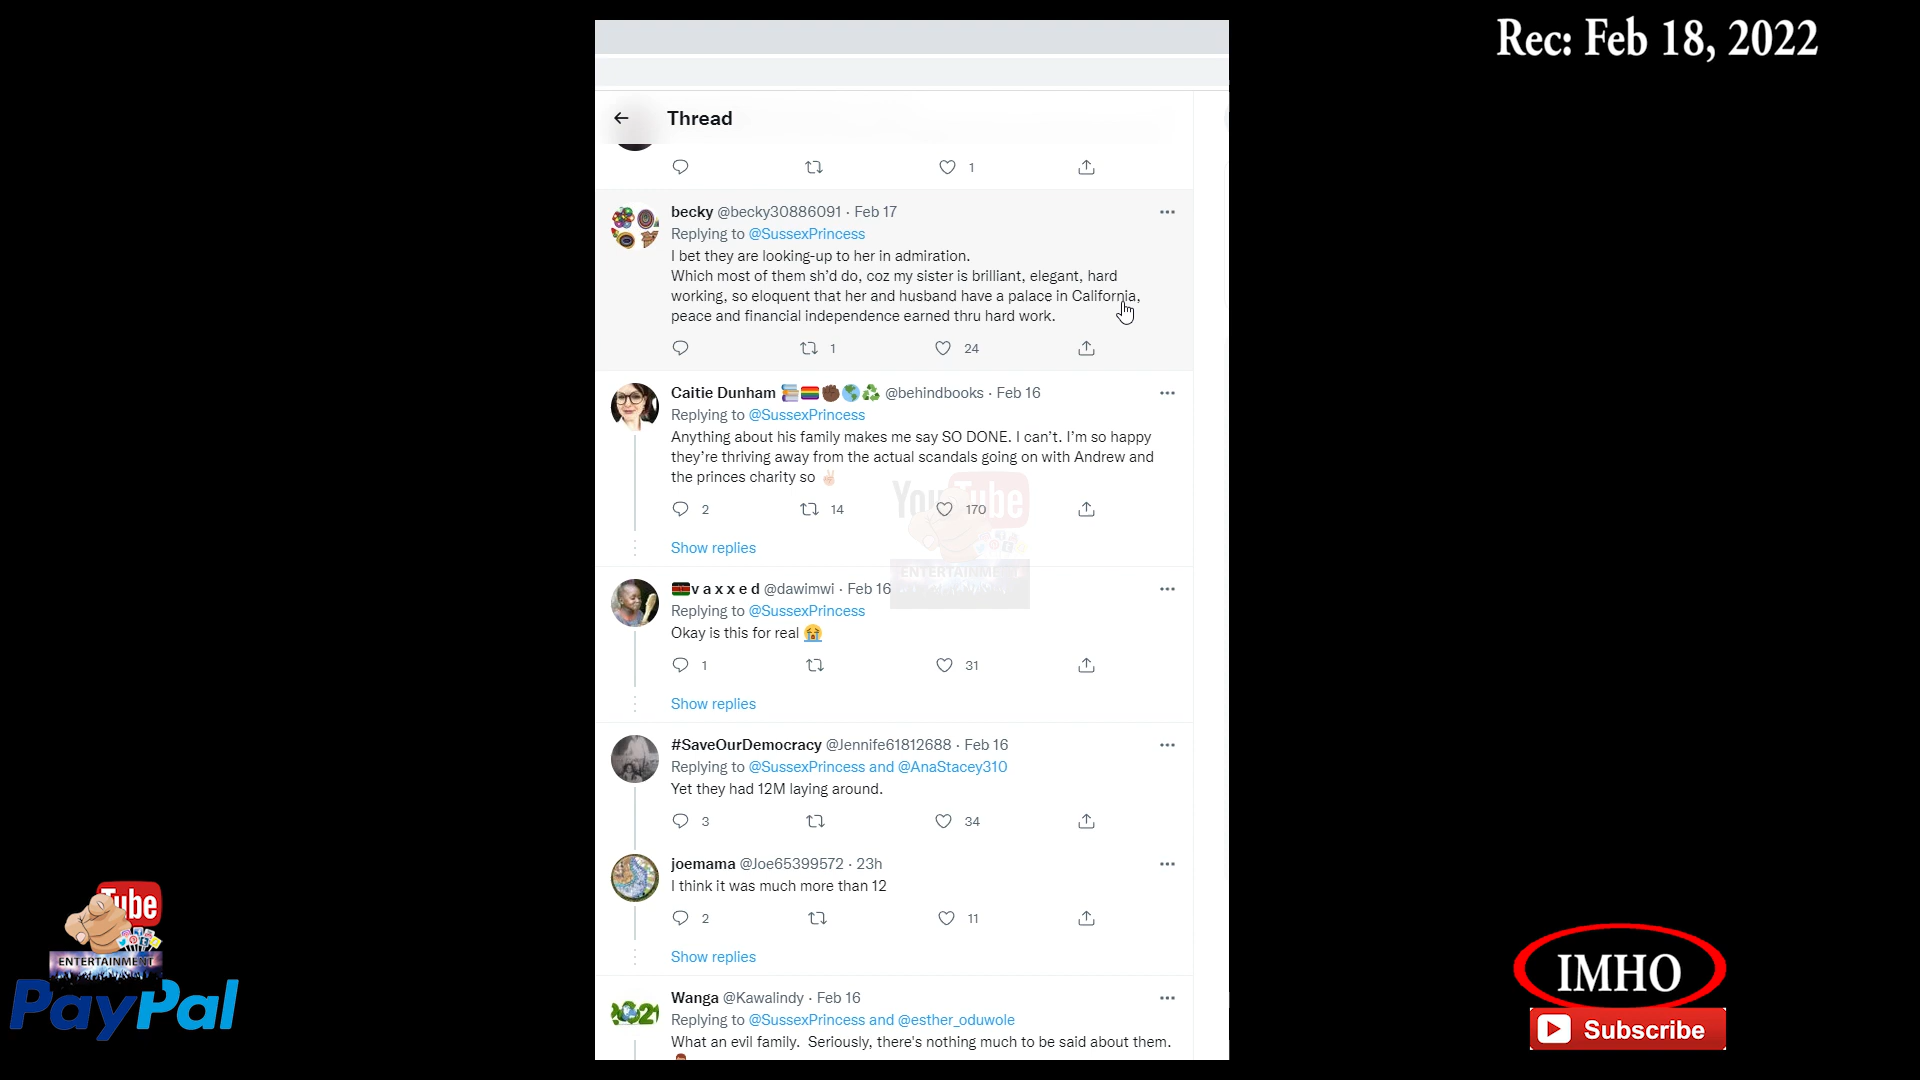 Rec: Feb 18, 2022
Thread
1
becky @becky30886091 · Feb 17
Replying to @SussexPrincess
I bet they are looking-up to her in admiration.
Which most of them sh'd do, coz my sister is brilliant, elegant, hard
working, so eloquent that her and husband have a palace in California,
peace and financial independence earned thru hard work.
1 24
Caitie Dunham 📚🏳️‍🌈✊🏿🌎♻️ @behindbooks · Feb 16
Replying to @SussexPrincess
Anything about his family makes me say SO DONE. I can't. I'm so happy
they're thriving away from the actual scandals going on with Andrew and
the princes charity so ✌🏻
2 14 170
Show replies
YouTube
ENTERTAINMENT
🇰🇪v a x x e d @dawimwi · Feb 16
Replying to @SussexPrincess
Okay is this for real 😭
1 31
Show replies
#SaveOurDemocracy @Jennife61812688 · Feb 16
Replying to @SussexPrincess and @AnaStacey310
Yet they had 12M laying around.
3 34
joemama @Joe65399572 · 23h
I think it was much more than 12
2 11
Show replies
Wanga @Kawalindy · Feb 16
Replying to @SussexPrincess and @esther_oduwole
What an evil family. Seriously, there's nothing much to be said about them.
2021
Tube
ENTERTAINMENT
PayPal
IMHO
Subscribe